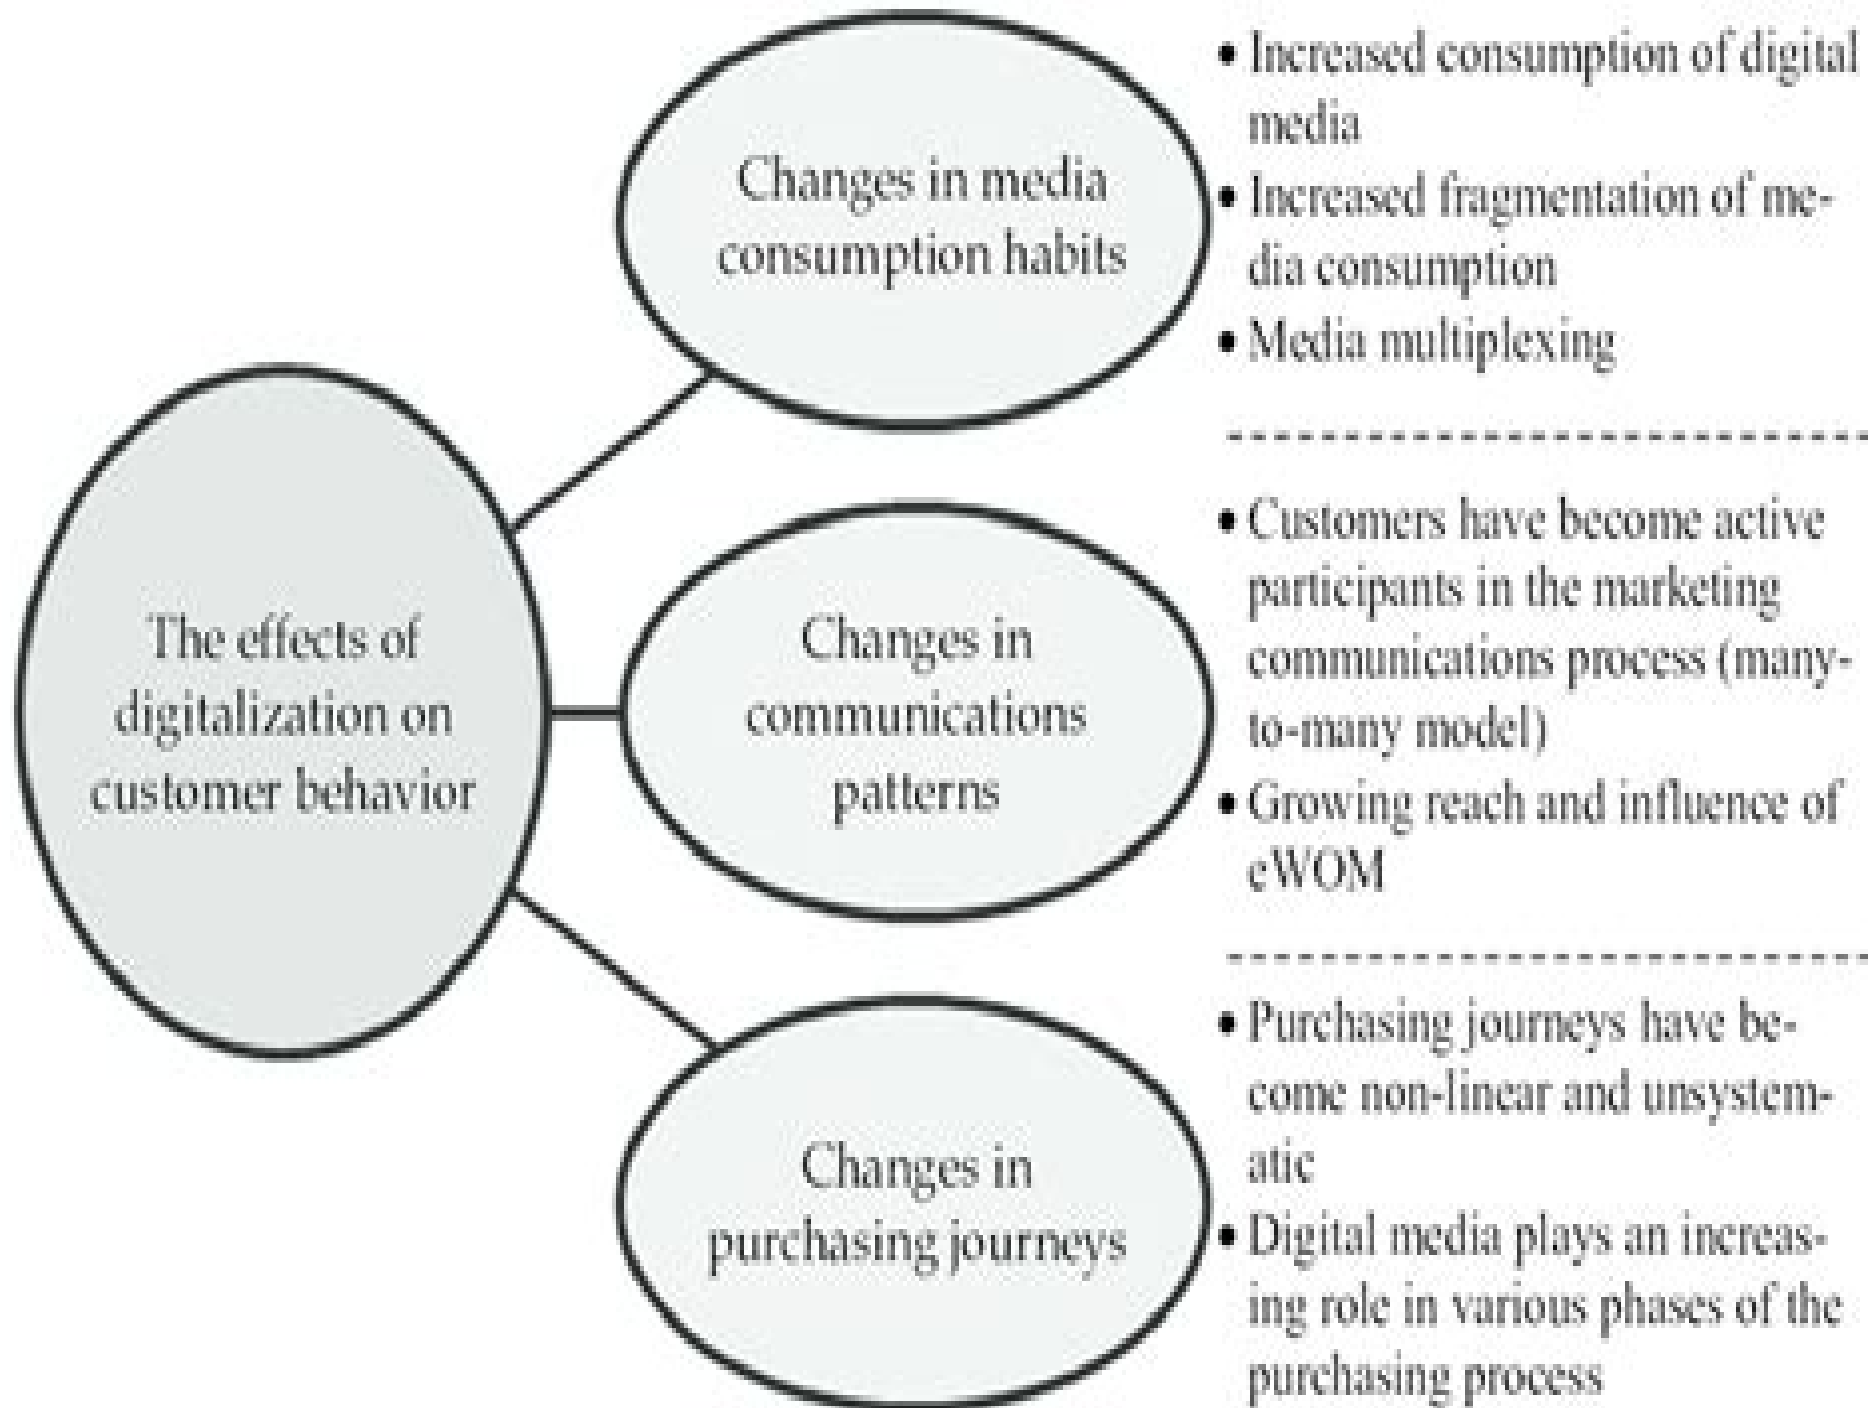 The effects of
digitalization on
customer behavior
Changes in media
consumption habits
• Increased consumption of digital
media
• Increased fragmentation of me-
dia consumption
• Media multiplexing
Changes in
communications
patterns
• Customers have become active
participants in the marketing
communications process (many-
to-many model)
• Growing reach and influence of
eWOM
Changes in
purchasing journeys
• Purchasing journeys have be-
come non-linear and unsystem-
atic
• Digital media plays an increas-
ing role in various phases of the
purchasing process